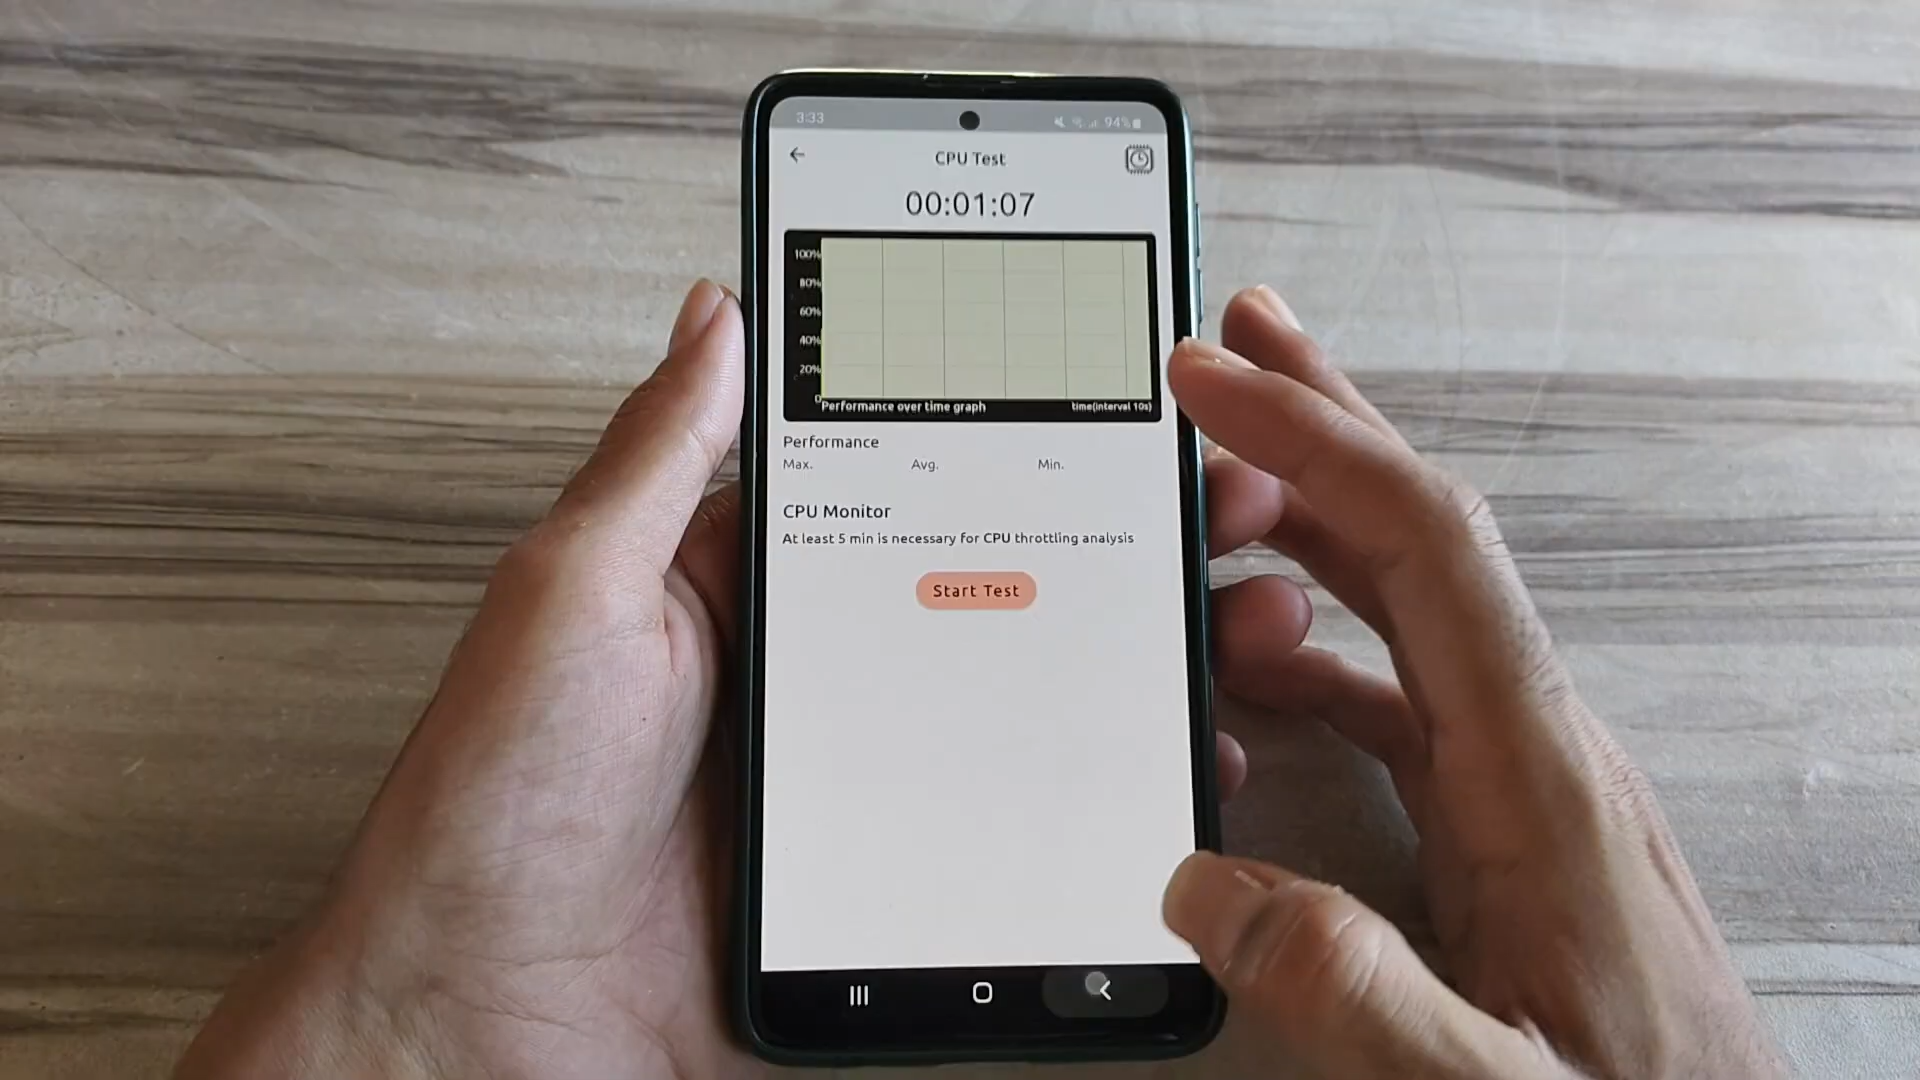 3:33 94%
CPU Test
00:01:07
100%
80%
60%
40%
20%
0
Performance over time graph time(interval 10s)
Performance
Max. Avg. Min.
CPU Monitor
At least 5 min is necessary for CPU throttling analysis
Start Test